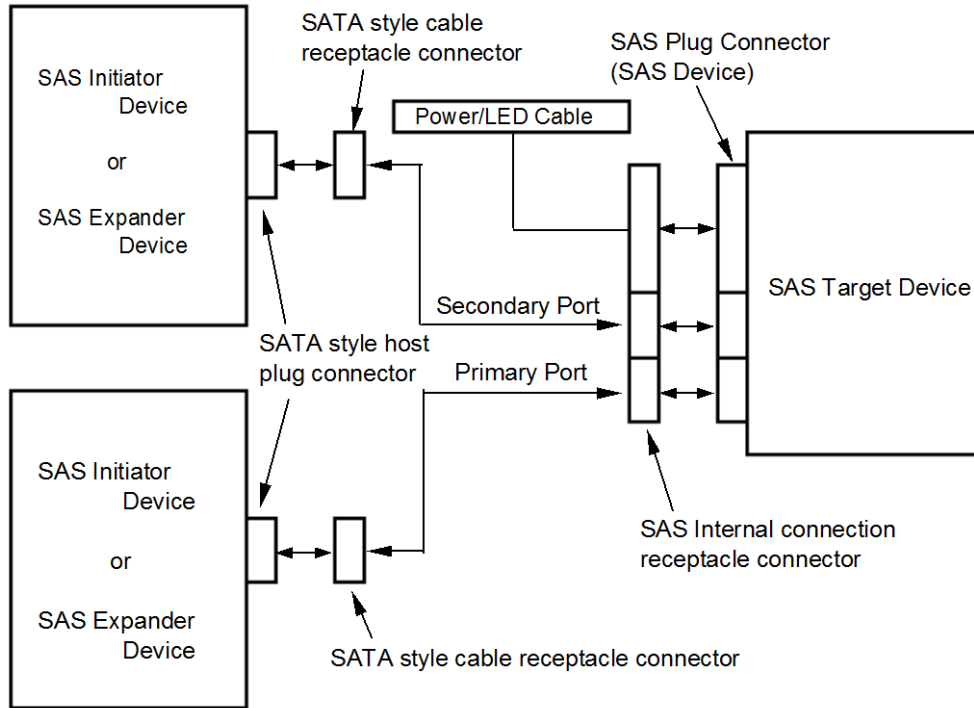 SATA style cable
receptacle connector
SAS Plug Connector
(SAS Device)
SAS Initiator
Device
or
SAS Expander
Device
Power/LED Cable
SAS Target Device
Secondary Port
SATA style host
plug connector
Primary Port
SAS Initiator
Device
or
SAS Expander
Device
SAS Internal connection
receptacle connector
SATA style cable receptacle connector